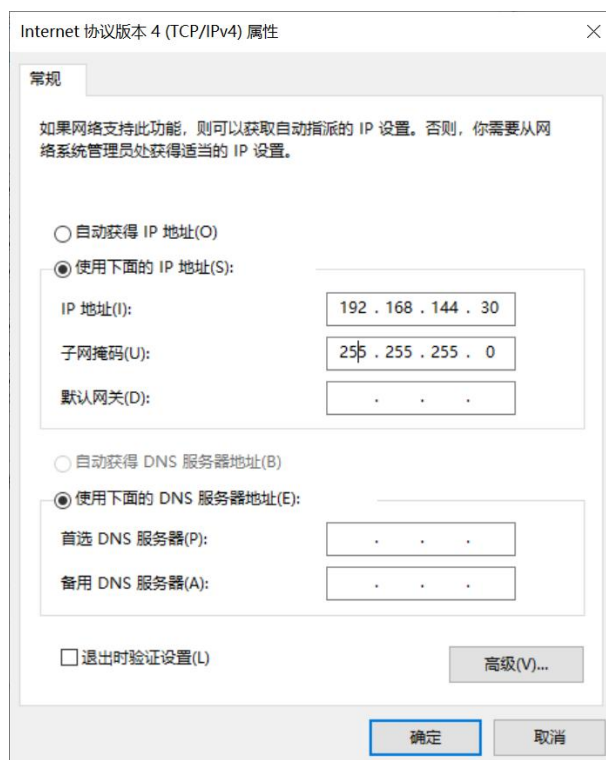 Internet 协议版本 4 (TCP/IPv4) 属性
常规
如果网络支持此功能，则可以获取自动指派的 IP 设置。否则，你需要从网
络系统管理员处获得适当的 IP 设置。
自动获得 IP 地址(O)
使用下面的 IP 地址(S):
IP 地址(I):
192 . 168 . 144 . 30
子网掩码(U):
255 . 255 . 255 . 0
默认网关(D):
. . .
自动获得 DNS 服务器地址(B)
使用下面的 DNS 服务器地址(E):
首选 DNS 服务器(P):
. . .
备用 DNS 服务器(A):
. . .
退出时验证设置(L)
高级(V)...
确定
取消